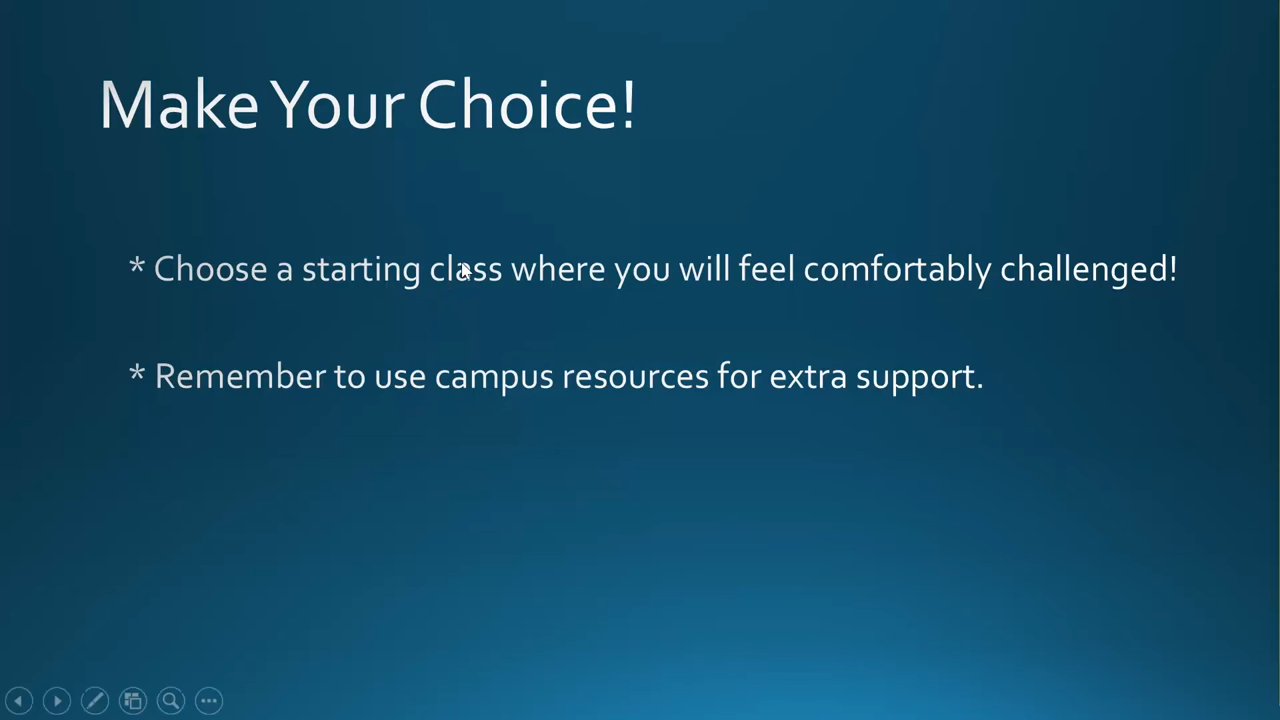 Make Your Choice!
* Choose a starting class where you will feel comfortably challenged!
* Remember to use campus resources for extra support.